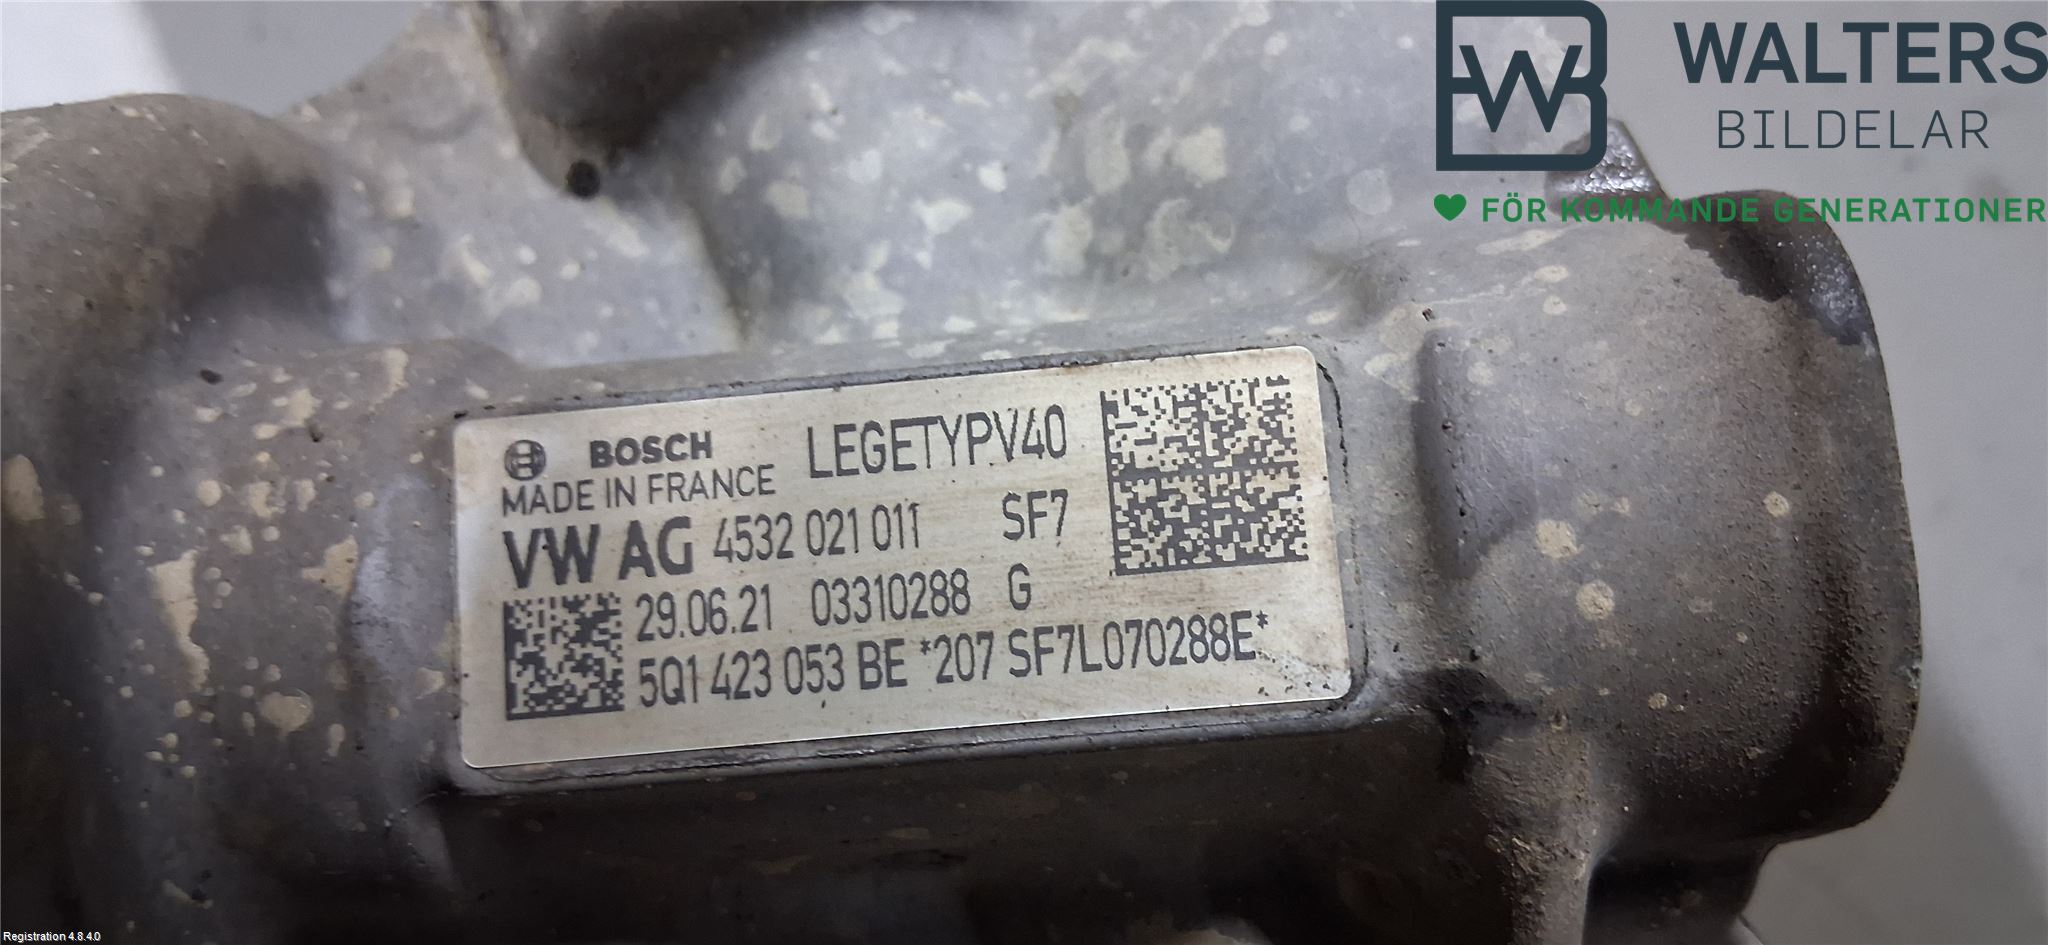 WALTERS
BILDELAR
FÖR KOMMANDE GENERATIONER
BOSCH LEGETYPV40
MADE IN FRANCE
VW AG 4532 021 011 SF7
29.06.21 03310288 G
5Q1 423 053 BE *207 SF7L070288E*
Registration 4.8.4.0